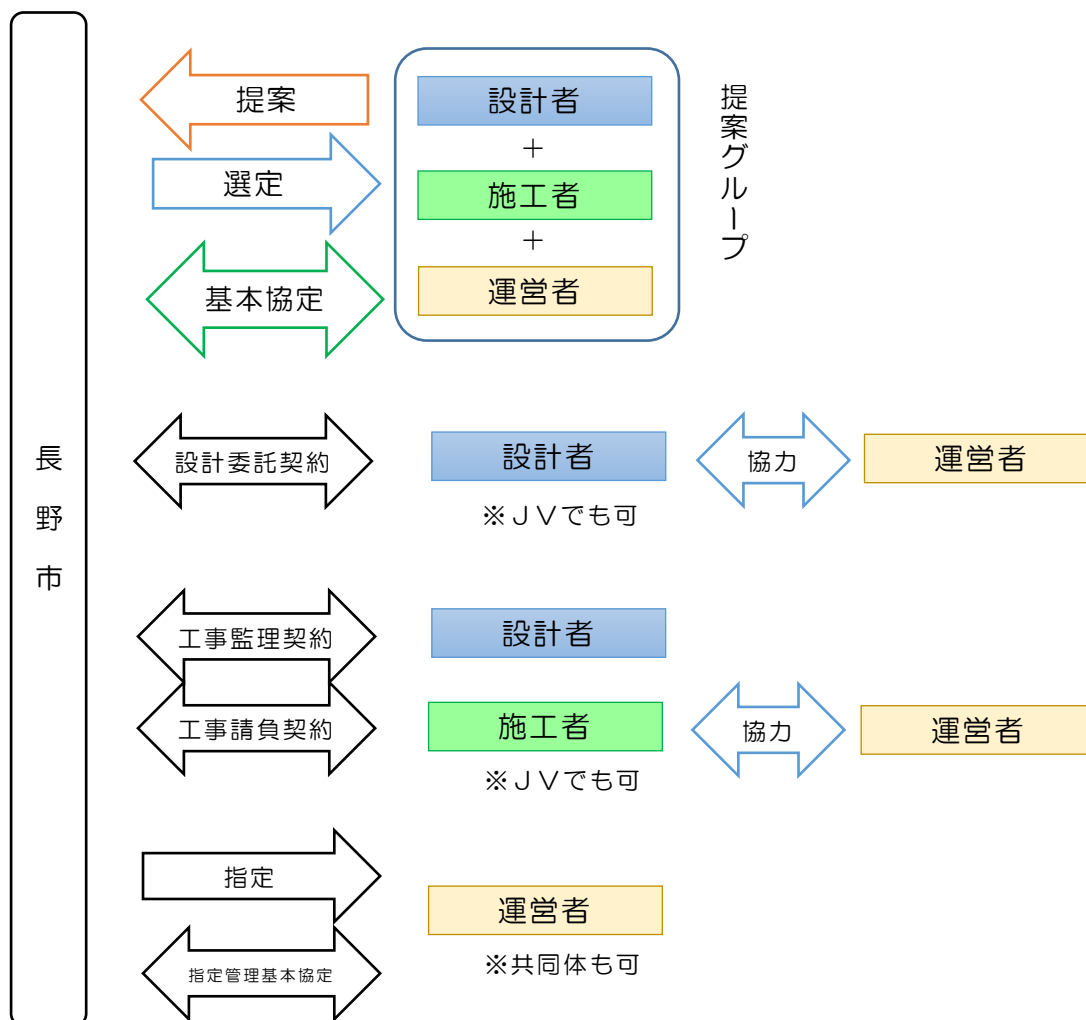 長野市
提案
選定
基本協定
設計者
＋
施工者
＋
運営者
提案グループ
設計委託契約
設計者
※ＪＶでも可
協力
運営者
工事監理契約
設計者
工事請負契約
施工者
※ＪＶでも可
協力
運営者
指定
指定管理基本協定
運営者
※共同体も可